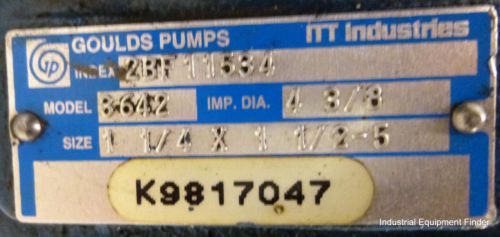 GOULDS PUMPS ITT Industries
INDEX 2BF11534
MODEL 3642 IMP. DIA. 4 3/8
SIZE 1 1/4 X 1 1/2-5
K9817047
Industrial Equipment Finder